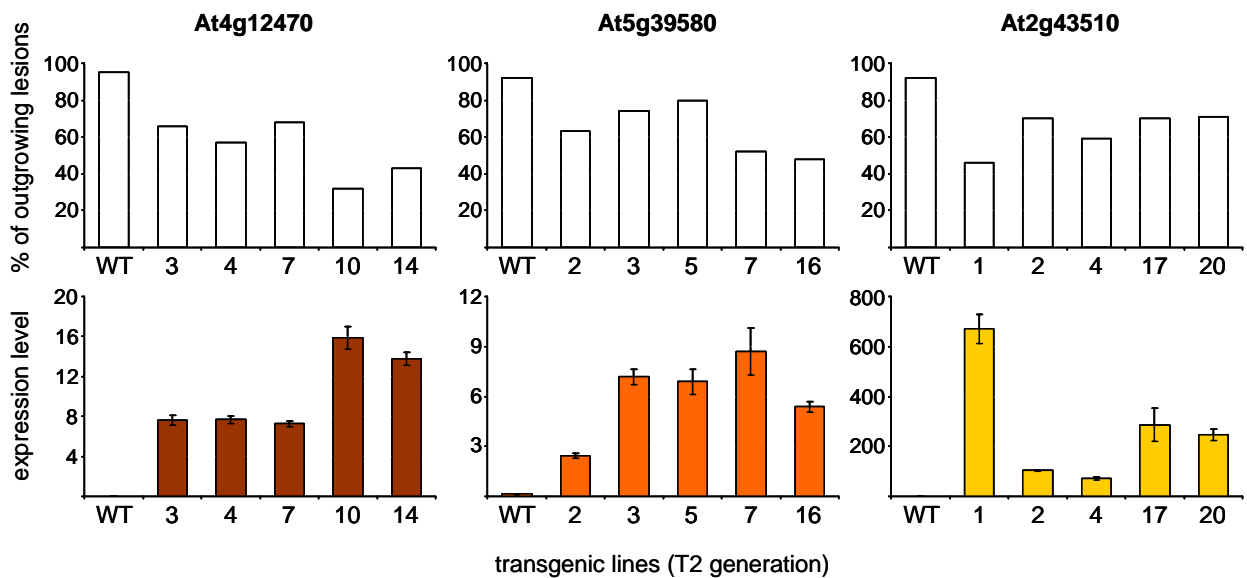 At4g12470 At5g39580 At2g43510
% of outgrowing lesions
100 100 100
80 80 80
60 60 60
40 40 40
20 20 20
WT 3 4 7 10 14 WT 2 3 5 7 16 WT 1 2 4 17 20
expression level
20 12 800
16 9 600
12 6 400
8 3 200
4
WT 3 4 7 10 14 WT 2 3 5 7 16 WT 1 2 4 17 20
transgenic lines (T2 generation)